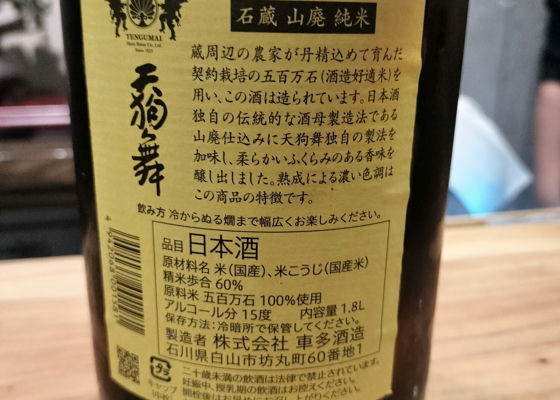 石蔵 山廃 純米
TENGUMAI
天狗舞
蔵周辺の農家が丹精込めて育んだ
契約栽培の五百万石(酒造好適米)を
用い、この酒は造られています。日本酒
独自の伝統的な酒母製造法である
山廃仕込みに天狗舞独自の製法を
加味し、柔らかいふくらみのある香味を
醸し出しました。熟成による濃い色調は
この商品の特徴です。
飲み方 冷からぬる燗まで幅広くお楽しみください。
品目 日本酒
原材料名:米(国産)、米こうじ(国産米)
精米歩合 60%
原料米 五百万石 100%使用
アルコール分 15度 内容量 1.8L
保存方法:冷暗所で保管してください。
製造者 株式会社 車多酒造
石川県白山市坊丸町60番地1
二十歳未満の飲酒は法律で禁止されています。
妊娠中、授乳期の飲酒はお控えください。
プラ
キャップ